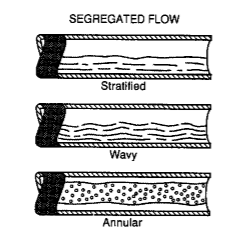 SEGREGATED FLOW
Stratified
Wavy
Annular